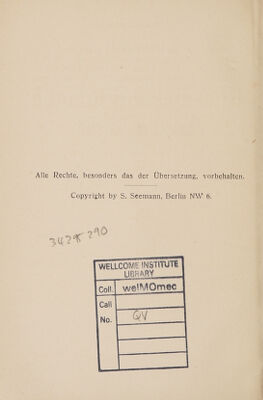 Alle Rechte, besonders das der Übersetzung, vorbehalten.
Copyright by S. Seemann, Berlin NW 6.
290
WELLCOME INSTITUTE
LIBRARY
Coll. welMOmec
Call
No. QV